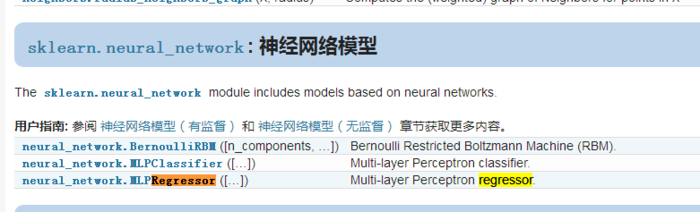 sklearn.neural_network: 神经网络模型
The sklearn.neural_network module includes models based on neural networks.
用户指南: 参阅 神经网络模型（有监督） 和 神经网络模型（无监督） 章节获取更多内容。
neural_network.BernoulliRBM ([n_components, …]) Bernoulli Restricted Boltzmann Machine (RBM).
neural_network.MLPClassifier ([…]) Multi-layer Perceptron classifier.
neural_network.MLPRegressor ([…]) Multi-layer Perceptron regressor.